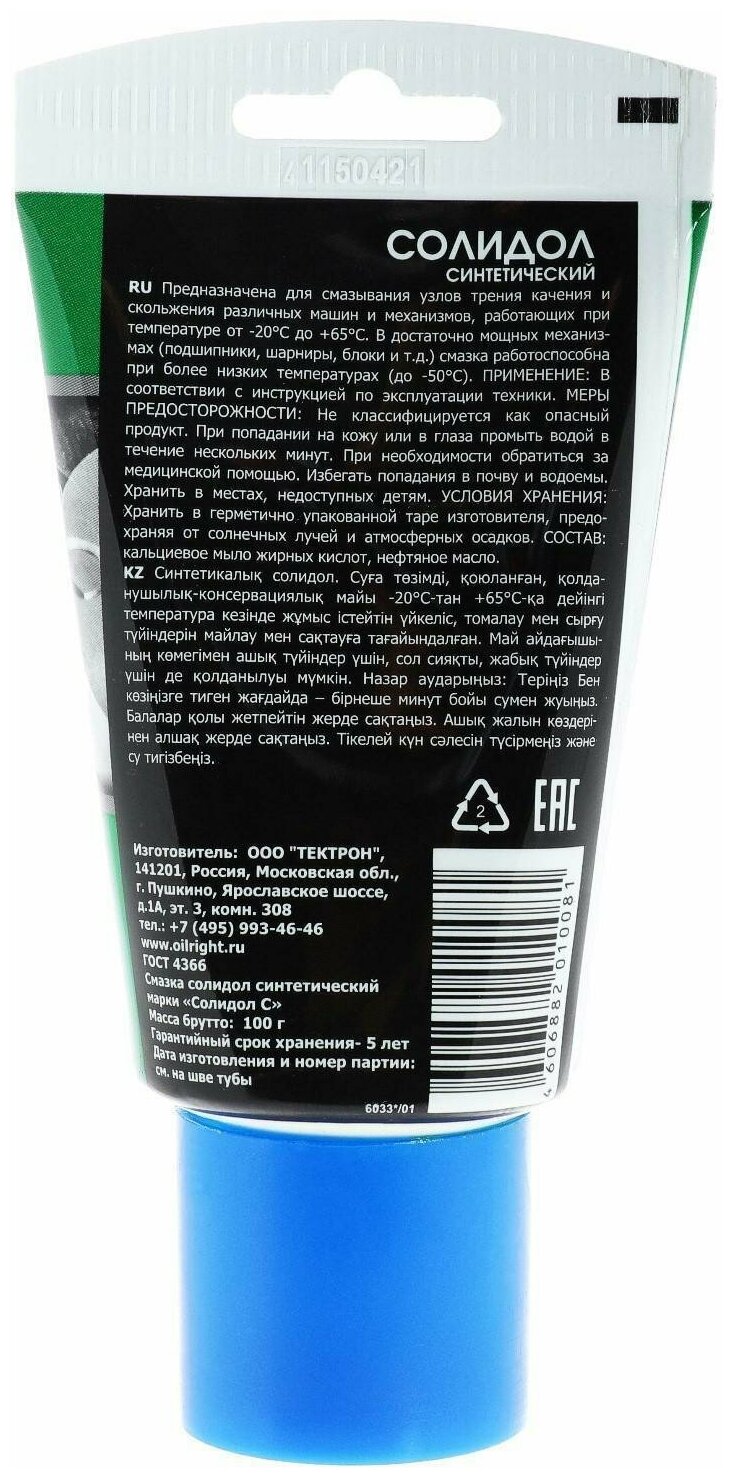 41150421
СОЛИДОЛ
СИНТЕТИЧЕСКИЙ
RU Предназначена для смазывания узлов трения качения и
скольжения различных машин и механизмов, работающих при
температуре от -20°С до +65°С. В достаточно мощных механиз-
мах (подшипники, шарниры, блоки и т.д.) смазка работоспособна
при более низких температурах (до -50°С). ПРИМЕНЕНИЕ: В
соответствии с инструкцией по эксплуатации техники. МЕРЫ
ПРЕДОСТОРОЖНОСТИ: Не классифицируется как опасный
продукт. При попадании на кожу или в глаза промыть водой в
течение нескольких минут. При необходимости обратиться за
медицинской помощью. Избегать попадания в почву и водоемы.
Хранить в местах, недоступных детям. УСЛОВИЯ ХРАНЕНИЯ:
Хранить в герметично упакованной таре изготовителя, предо-
храняя от солнечных лучей и атмосферных осадков. СОСТАВ:
кальциевое мыло жирных кислот, нефтяное масло.
KZ Синтетикалық солидол. Суға төзімді, қоюланған, қолда-
нушылық-консервациялық майы -20°С-тан +65°С-қа дейінгі
температура кезінде жұмыс істейтін үйкеліс, томалау мен сырғу
түйіндерін майлау мен сақтауға тағайындалған. Май айдағышы-
ның көмегімен ашық түйіндер үшін, сол сияқты, жабық түйіндер
үшін де қолданылуы мүмкін. Назар аударыңыз: Теріңіз Бен
көзіңізге тиген жағдайда – бірнеше минут бойы сумен жуыңыз.
Балалар қолы жетпейтін жерде сақтаңыз. Ашық жалын көздері-
нен алшақ жерде сақтаңыз. Тікелей күн сәлесін түсірмеңіз және
су тигізбеңіз.
2
EAC
Изготовитель: ООО "ТЕКТРОН",
141201, Россия, Московская обл.,
г. Пушкино, Ярославское шоссе,
д.1А, эт. 3, комн. 308
тел.: +7 (495) 993-46-46
www.oilright.ru
ГОСТ 4366
Смазка солидол синтетический
марки «Солидол С»
Масса брутто: 100 г
Гарантийный срок хранения- 5 лет
Дата изготовления и номер партии:
см. на шве тубы
4 606882 010081
6033*/01